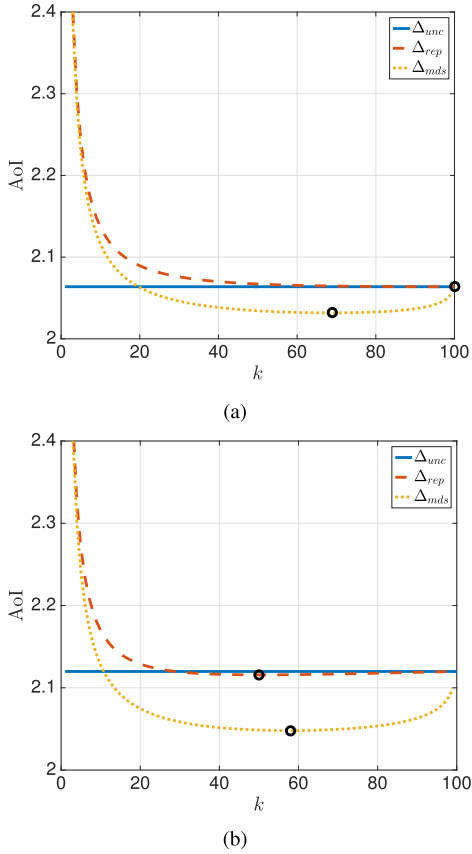 2.4
2.3
2.2
2.1
2
AoI
0 20 40 60 80 100
k
Δunc
Δrep
Δmds
(a)
2.4
2.3
2.2
2.1
2
AoI
0 20 40 60 80 100
k
Δunc
Δrep
Δmds
(b)